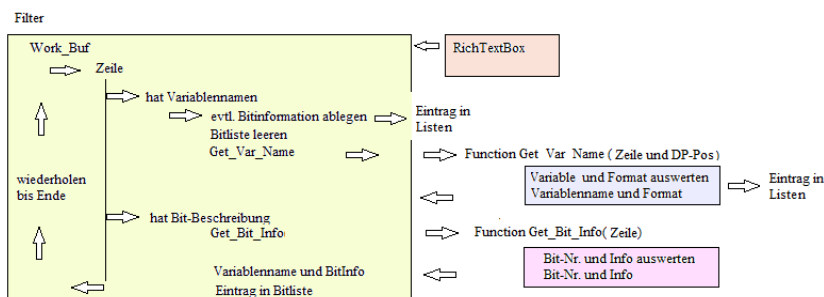 Filter
Work_Buf
RichTextBox
Zeile
hat Variablennamen
evtl. Bitinformation ablegen
Bitliste leeren
Get_Var_Name
Eintrag in
Listen
Function Get_Var_Name ( Zeile und DP-Pos)
Variable und Format auswerten
Variablenname und Format
Eintrag in
Listen
wiederholen
bis Ende
hat Bit-Beschreibung
Get_Bit_Info
Function Get_Bit_Info( Zeile)
Bit-Nr. und Info auswerten
Bit-Nr. und Info
Variablenname und BitInfo
Eintrag in Bitliste